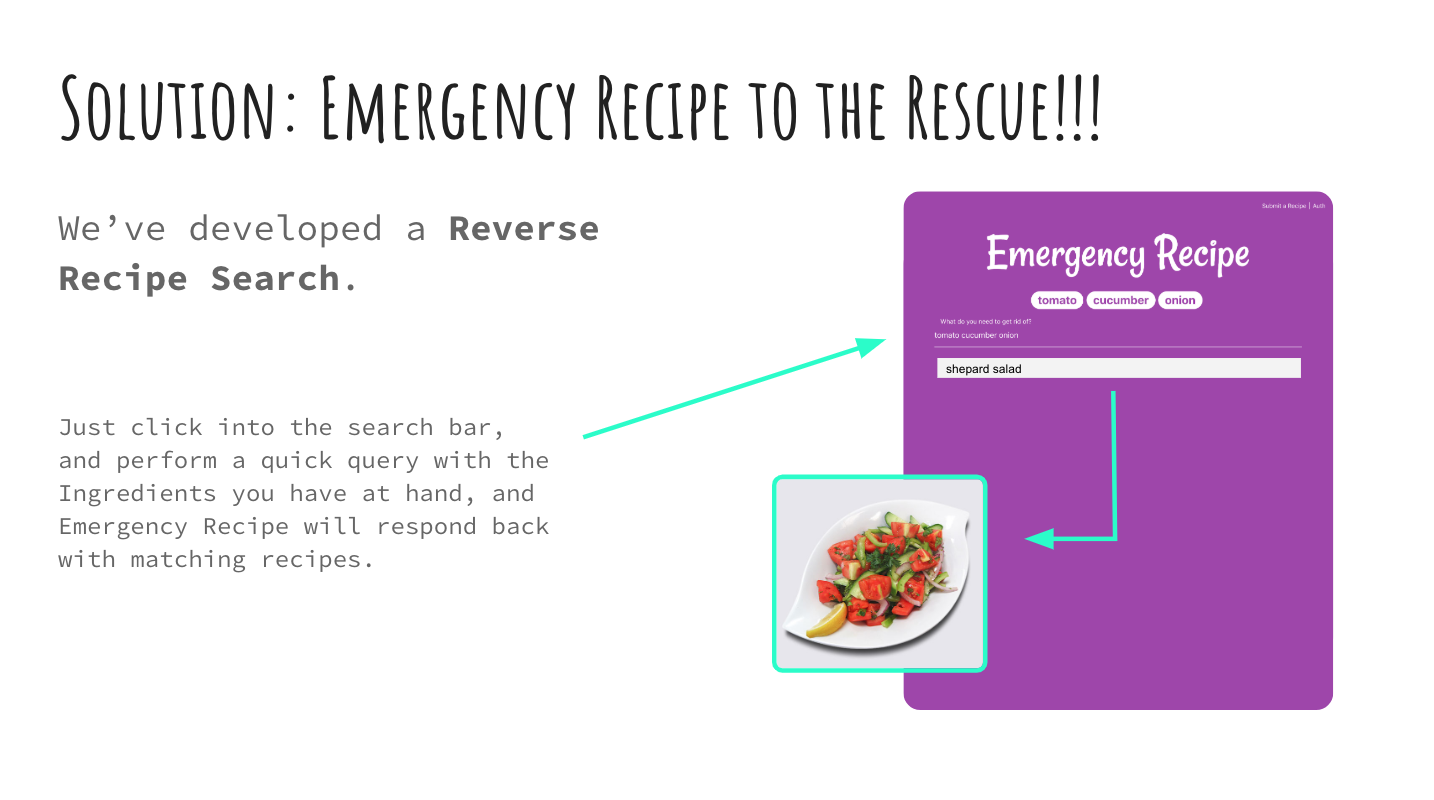 Solution: Emergency Recipe to the Rescue!!!
We’ve developed a Reverse
Recipe Search.
Just click into the search bar,
and perform a quick query with the
Ingredients you have at hand, and
Emergency Recipe will respond back
with matching recipes.
Submit a Recipe | Auth
Emergency Recipe
tomato cucumber onion
What do you need to get rid of?
tomato cucumber onion
shepard salad